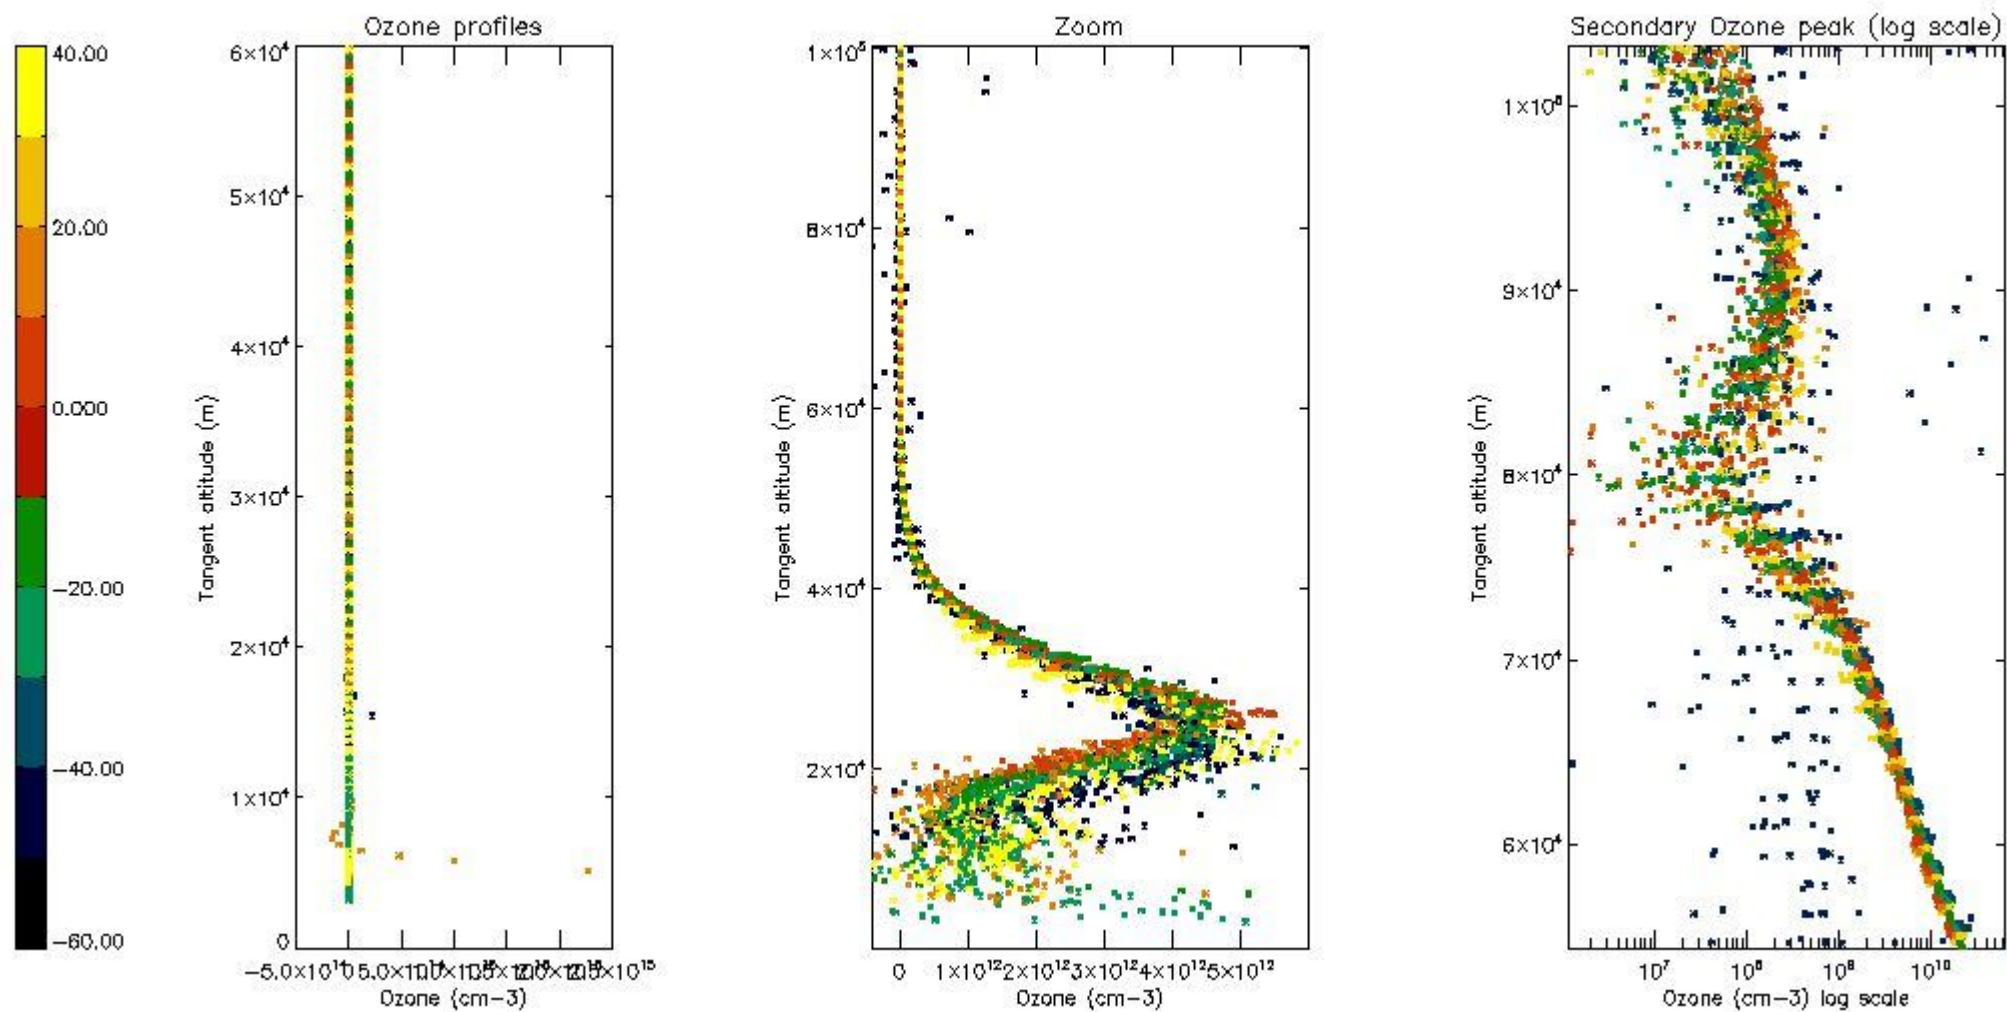 Ozone profiles
Zoom
Secondary Ozone peak (log scale)
40.00
20.00
0.000
−20.00
−40.00
−60.00
6×10⁴
5×10⁴
4×10⁴
3×10⁴
2×10⁴
1×10⁴
0
Tangent altitude (m)
Ozone (cm−3)
1×10⁵
8×10⁴
6×10⁴
4×10⁴
2×10⁴
Tangent altitude (m)
0 1×10¹² 2×10¹² 3×10¹² 4×10¹² 5×10¹²
Ozone (cm−3)
9×10⁴
8×10⁴
7×10⁴
6×10⁴
Tangent altitude (m)
10⁷ 10⁸ 10⁹ 10¹⁰
Ozone (cm−3) log scale